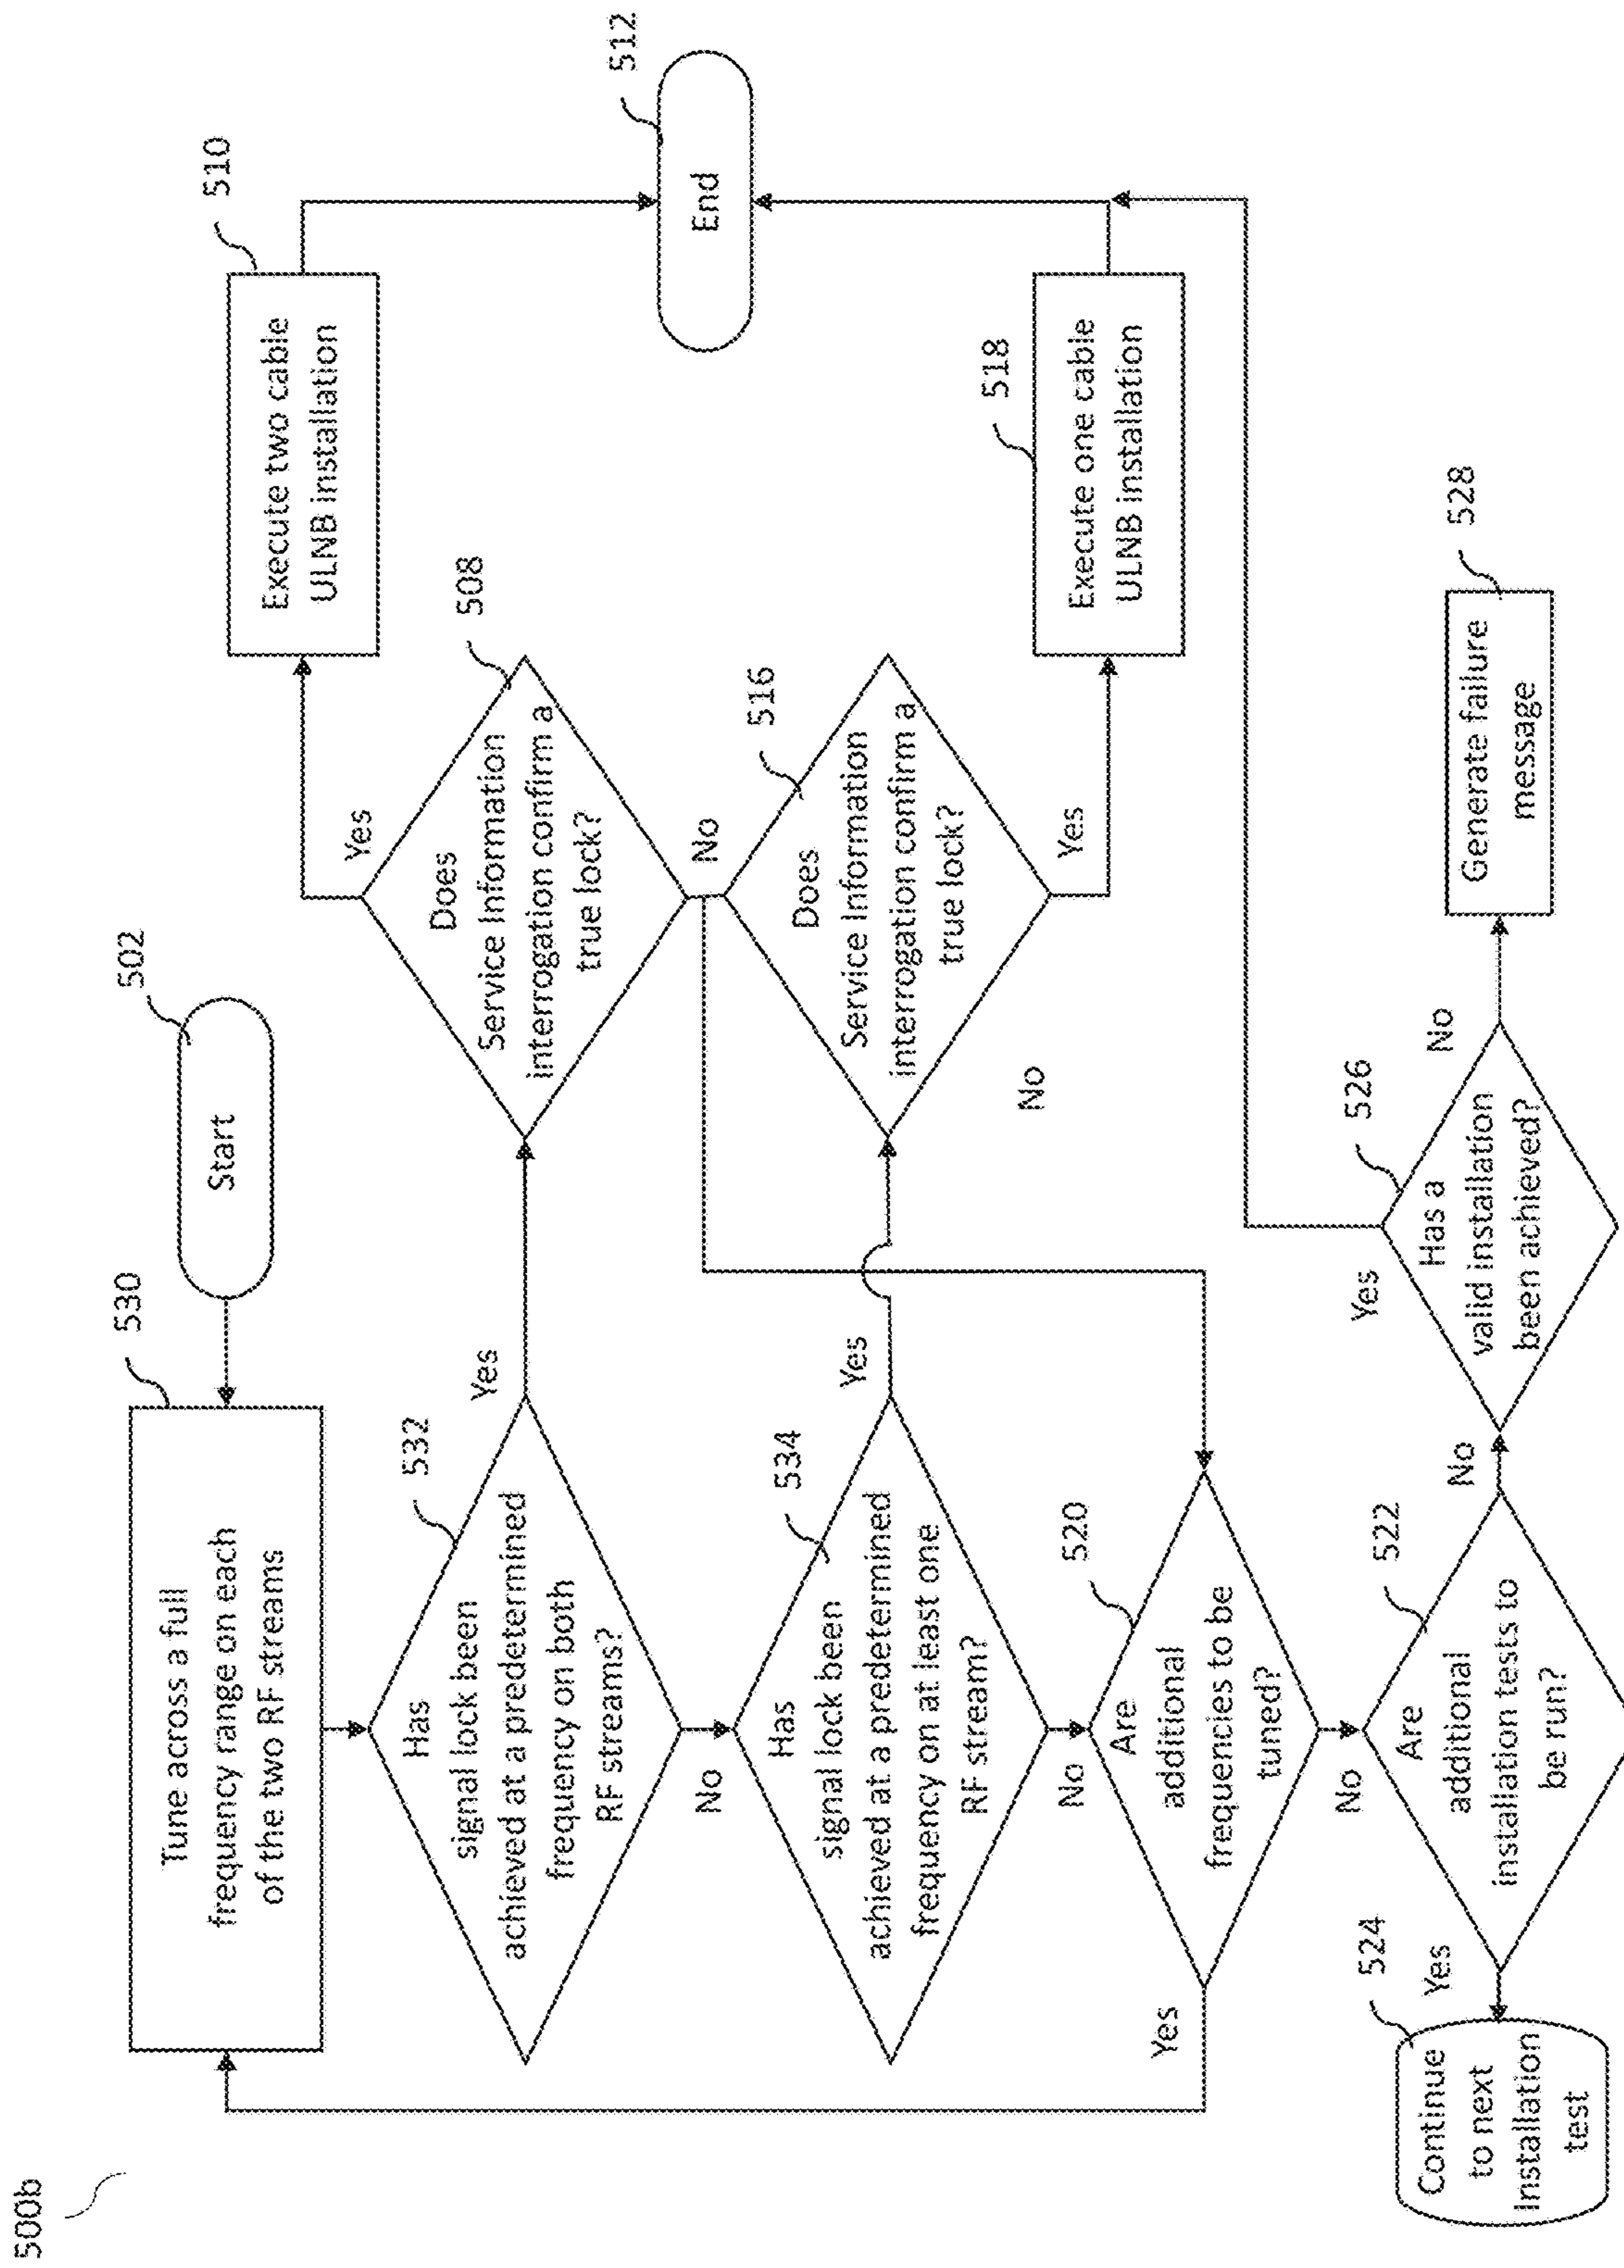 500b
502
Start
530
Tune across a full
frequency range on each
of the two RF streams
532
Has
signal lock been
achieved at a predetermined
frequency on both
RF streams?
Yes
No
508
Does
Service Information
interrogation confirm a
true lock?
Yes
No
510
Execute two cable
ULNB installation
512
End
534
Has
signal lock been
achieved at a predetermined
frequency on at least one
RF stream?
Yes
No
516
Does
Service Information
interrogation confirm a
true lock?
Yes
No
518
Execute one cable
ULNB installation
520
Are
additional
frequencies to be
tuned?
Yes
No
522
Are
additional
installation tests to
be run?
Yes
No
524
Continue
to next
Installation
test
526
Has a
valid installation
been achieved?
Yes
No
528
Generate failure
message